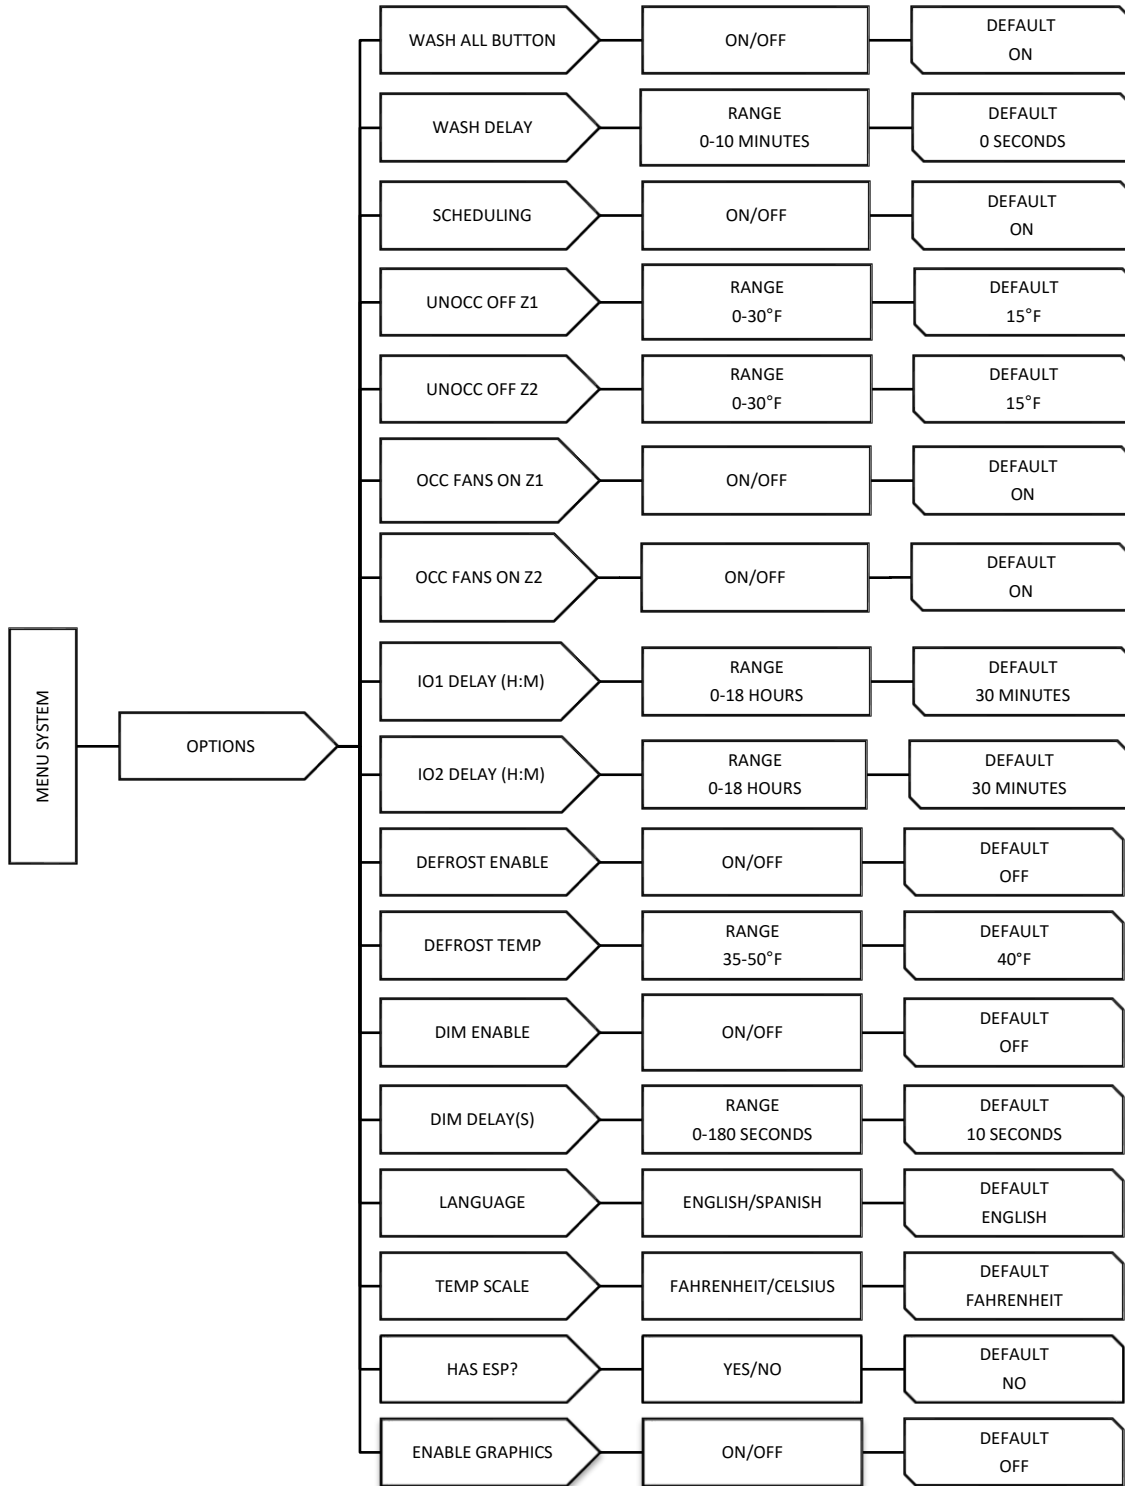 MENU SYSTEM
OPTIONS
WASH ALL BUTTON
ON/OFF
DEFAULT
ON
WASH DELAY
RANGE
0-10 MINUTES
DEFAULT
0 SECONDS
SCHEDULING
ON/OFF
DEFAULT
ON
UNOCC OFF Z1
RANGE
0-30°F
DEFAULT
15°F
UNOCC OFF Z2
RANGE
0-30°F
DEFAULT
15°F
OCC FANS ON Z1
ON/OFF
DEFAULT
ON
OCC FANS ON Z2
ON/OFF
DEFAULT
ON
IO1 DELAY (H:M)
RANGE
0-18 HOURS
DEFAULT
30 MINUTES
IO2 DELAY (H:M)
RANGE
0-18 HOURS
DEFAULT
30 MINUTES
DEFROST ENABLE
ON/OFF
DEFAULT
OFF
DEFROST TEMP
RANGE
35-50°F
DEFAULT
40°F
DIM ENABLE
ON/OFF
DEFAULT
OFF
DIM DELAY(S)
RANGE
0-180 SECONDS
DEFAULT
10 SECONDS
LANGUAGE
ENGLISH/SPANISH
DEFAULT
ENGLISH
TEMP SCALE
FAHRENHEIT/CELSIUS
DEFAULT
FAHRENHEIT
HAS ESP?
YES/NO
DEFAULT
NO
ENABLE GRAPHICS
ON/OFF
DEFAULT
OFF